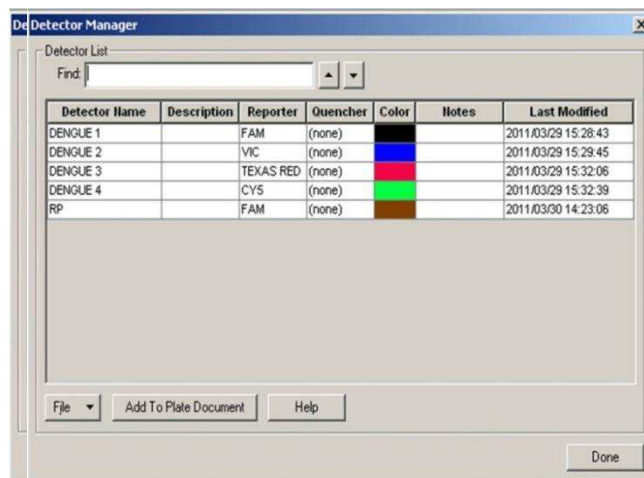 De Detector Manager
Detector List
Find:
Detector Name Description Reporter Quencher Color Notes Last Modified
DENGUE 1 FAM (none) 2011/03/29 15:28:43
DENGUE 2 VIC (none) 2011/03/29 15:29:45
DENGUE 3 TEXAS RED (none) 2011/03/29 15:32:06
DENGUE 4 CY5 (none) 2011/03/29 15:32:39
RP FAM (none) 2011/03/30 14:23:06
File Add To Plate Document Help
Done